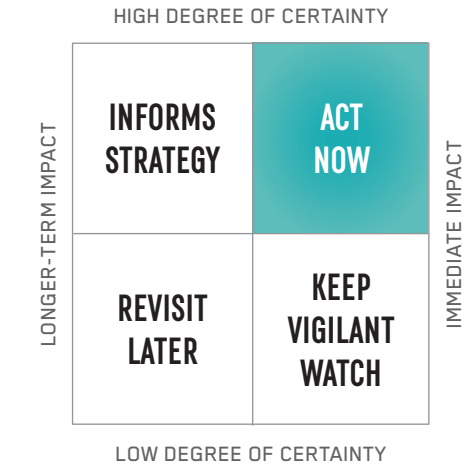 HIGH DEGREE OF CERTAINTY
LONGER-TERM IMPACT
INFORMS
STRATEGY
ACT
NOW
IMMEDIATE IMPACT
REVISIT
LATER
KEEP
VIGILANT
WATCH
LOW DEGREE OF CERTAINTY